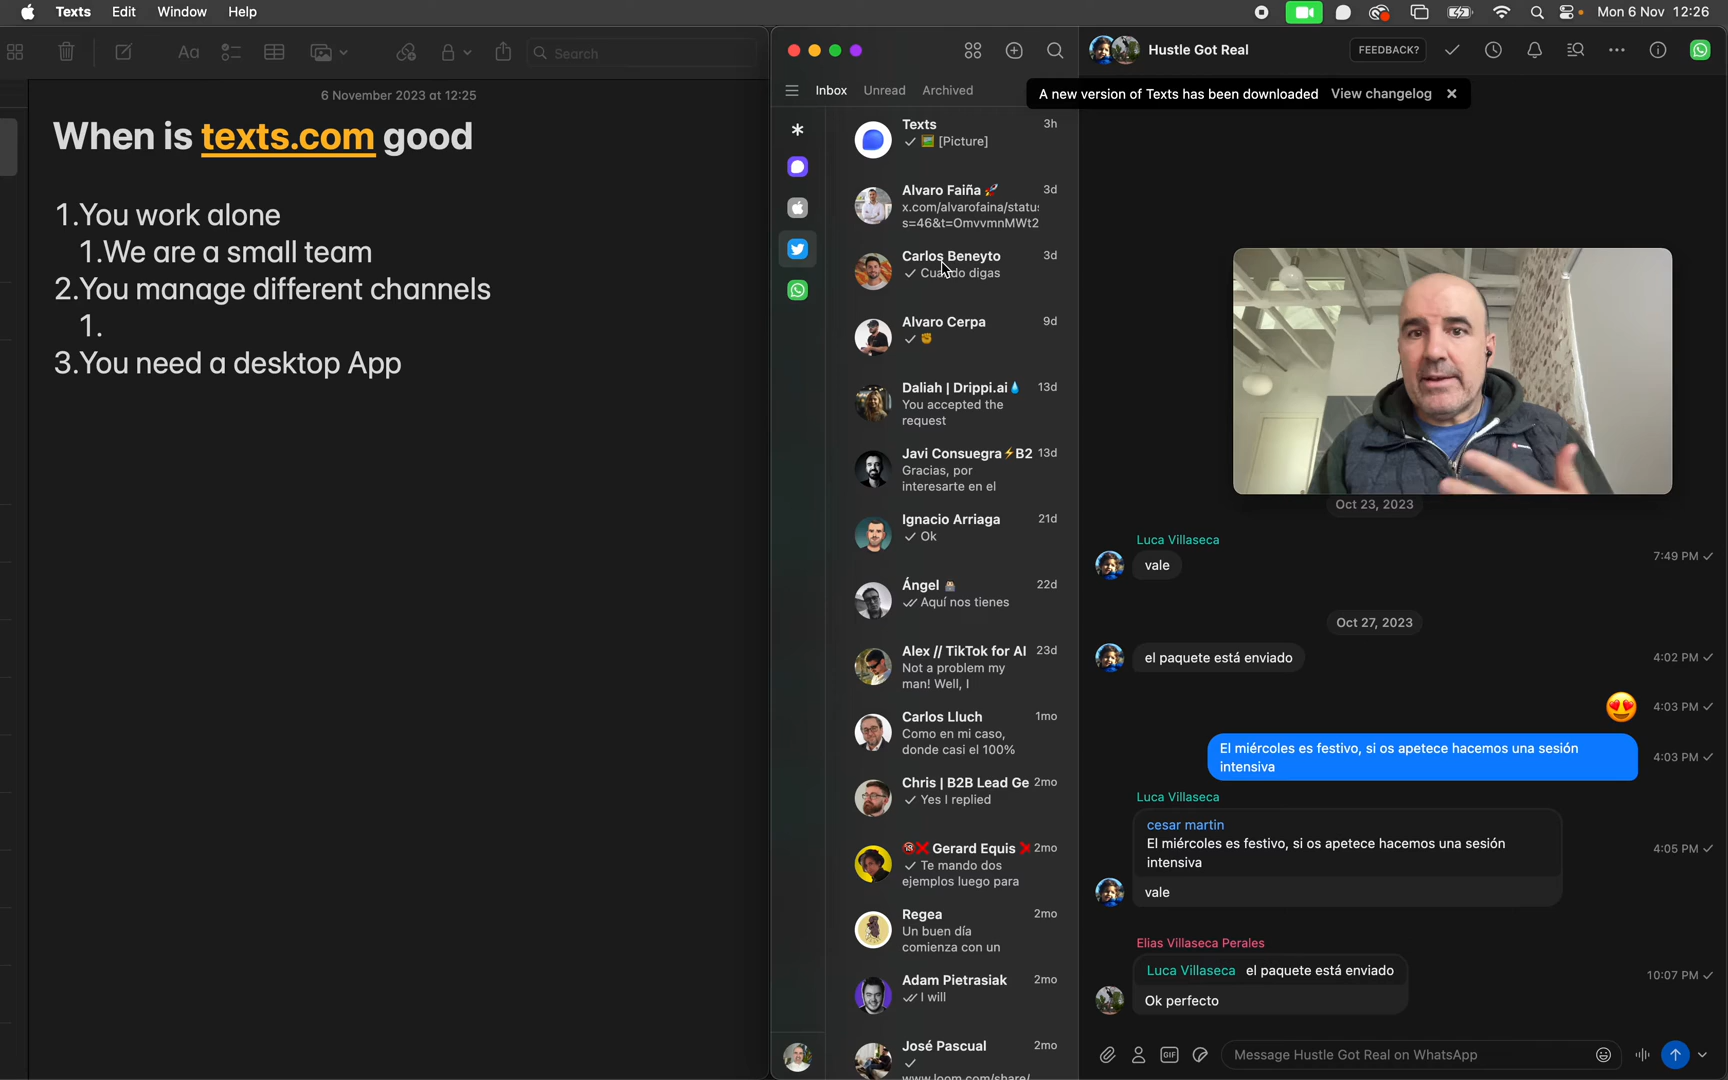 Texts Edit Window Help
Mon 6 Nov 12:26
Aa
Search
6 November 2023 at 12:25
When is texts.com good
1.You work alone
1.We are a small team
2.You manage different channels
1.
3.You need a desktop App
Inbox Unread Archived
Texts 3h
[Picture]
Alvaro Faiña 🚀 3d
x.com/alvarofaina/status
s=46&t=OmvvmnMWt2
Carlos Beneyto 3d
Cuando digas
Alvaro Cerpa 9d
✊
Daliah | Drippi.ai💧 13d
You accepted the
request
Javi Consuegra⚡B2 13d
Gracias, por
interesarte en el
Ignacio Arriaga 21d
Ok
Ángel 22d
Aquí nos tienes
Alex // TikTok for AI 23d
Not a problem my
man! Well, I
Carlos Lluch 1mo
Como en mi caso,
donde casi el 100%
Chris | B2B Lead Ge 2mo
Yes I replied
🔞❌ Gerard Equis ❌ 2mo
Te mando dos
ejemplos luego para
Regea 2mo
Un buen día
comienza con un
Adam Pietrasiak 2mo
I will
José Pascual 2mo
www.loom.com/share/
Hustle Got Real
FEEDBACK?
A new version of Texts has been downloaded View changelog
Oct 23, 2023
Luca Villaseca
vale 7:49 PM
Oct 27, 2023
el paquete está enviado 4:02 PM
😍 4:03 PM
El miércoles es festivo, si os apetece hacemos una sesión
intensiva
4:03 PM
Luca Villaseca
cesar martin
El miércoles es festivo, si os apetece hacemos una sesión
intensiva
4:05 PM
vale
Elias Villaseca Perales
Luca Villaseca el paquete está enviado
10:07 PM
Ok perfecto
GIF
Message Hustle Got Real on WhatsApp